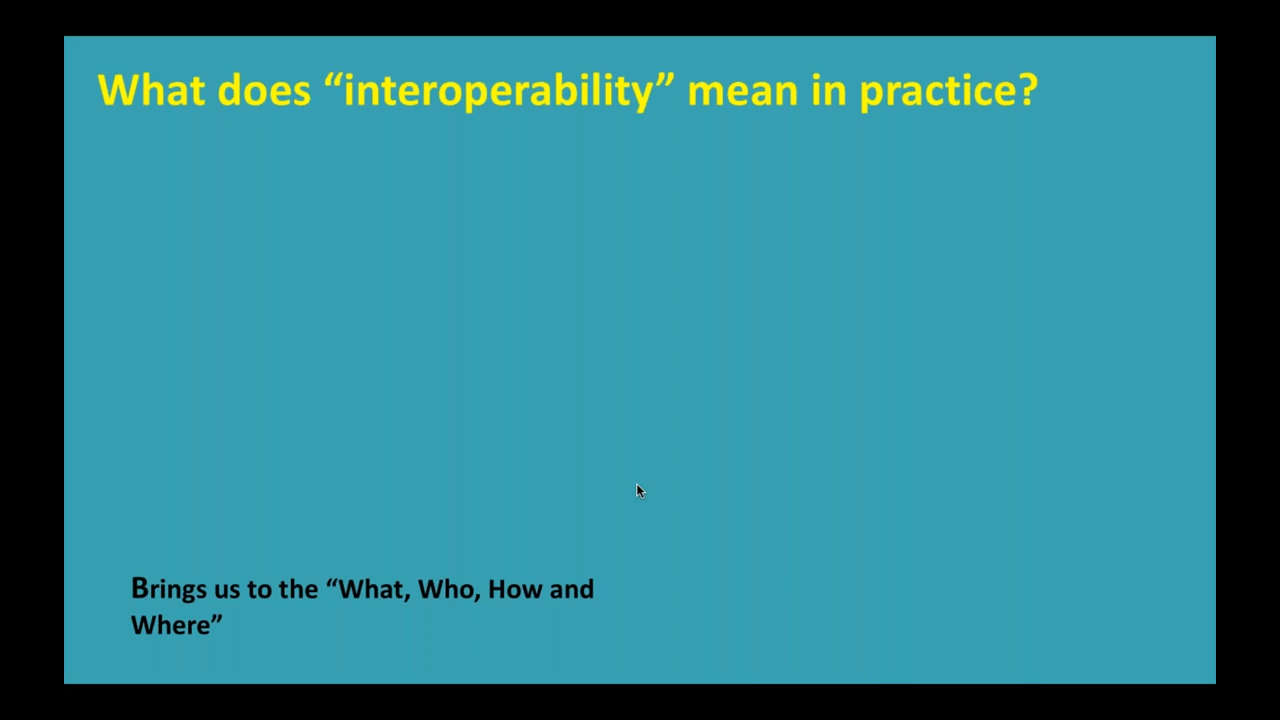 What does “interoperability” mean in practice?
Brings us to the “What, Who, How and
Where”